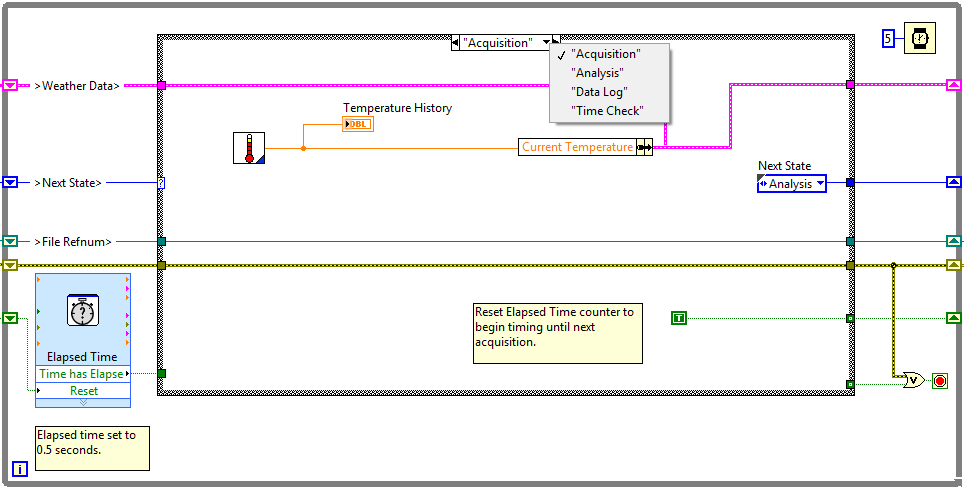 "Acquisition"
5
"Acquisition"
"Analysis"
"Data Log"
"Time Check"
>Weather Data>
Temperature History
DBL
Current Temperature
Next State
>Next State>
?
Analysis
>File Refnum>
?
Elapsed Time
Time has Elapse
Reset
Reset Elapsed Time counter to
begin timing until next
acquisition.
T
V
Elapsed time set to
0.5 seconds.
i